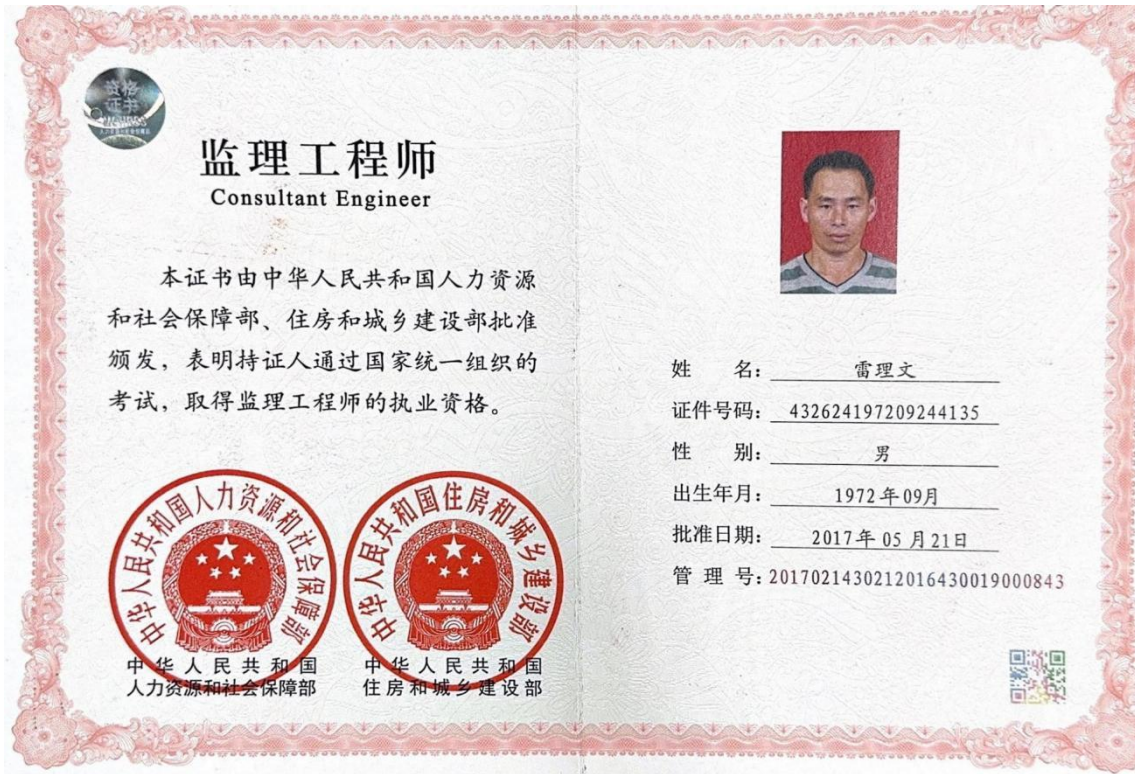 资格
证书
监理工程师
Consultant Engineer
本证书由中华人民共和国人力资源
和社会保障部、住房和城乡建设部批准
颁发，表明持证人通过国家统一组织的
考试，取得监理工程师的执业资格。
中华人民共和国人力资源和社会保障部
中华人民共和国
人力资源和社会保障部
中华人民共和国住房和城乡建设部
中华人民共和国
住房和城乡建设部
姓 名： 雷理文
证件号码： 432624197209244135
性 别： 男
出生年月： 1972年09月
批准日期： 2017年05月21日
管 理 号：2017021430212016430019000843